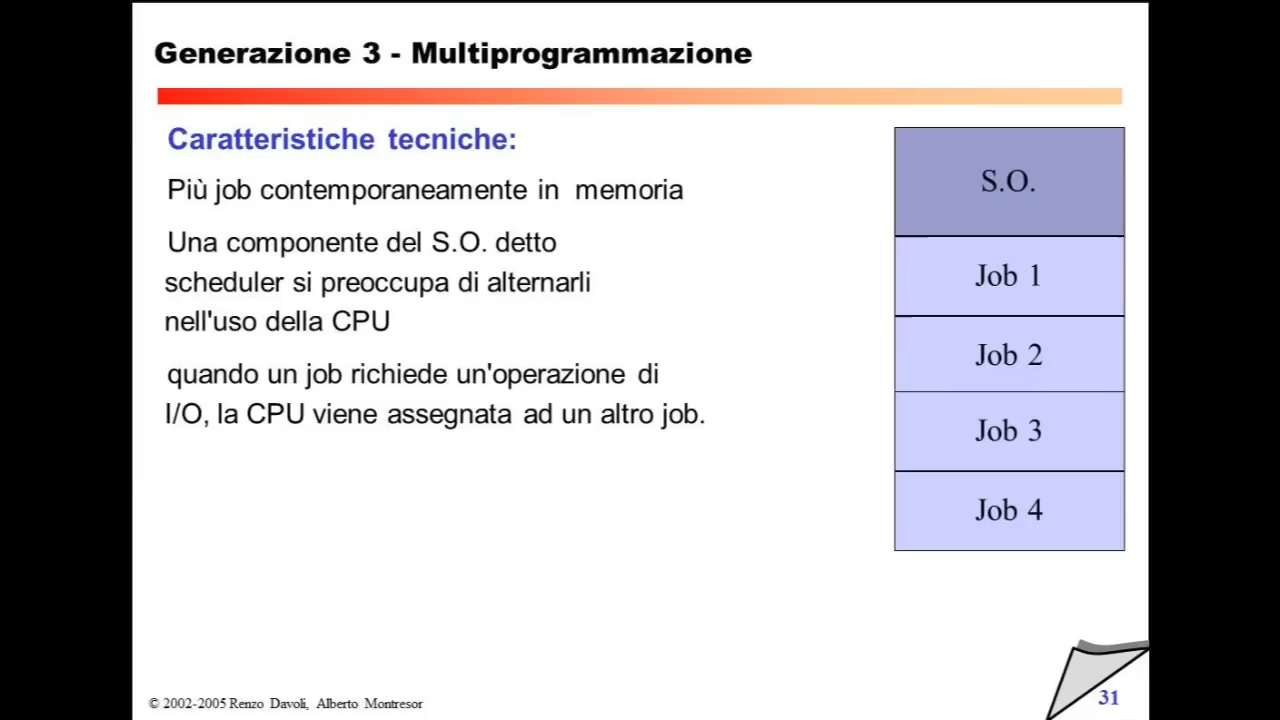 Generazione 3 - Multiprogrammazione
Caratteristiche tecniche:
Più job contemporaneamente in memoria
Una componente del S.O. detto
scheduler si preoccupa di alternarli
nell'uso della CPU
quando un job richiede un'operazione di
I/O, la CPU viene assegnata ad un altro job.
S.O.
Job 1
Job 2
Job 3
Job 4
© 2002-2005 Renzo Davoli, Alberto Montresor
31